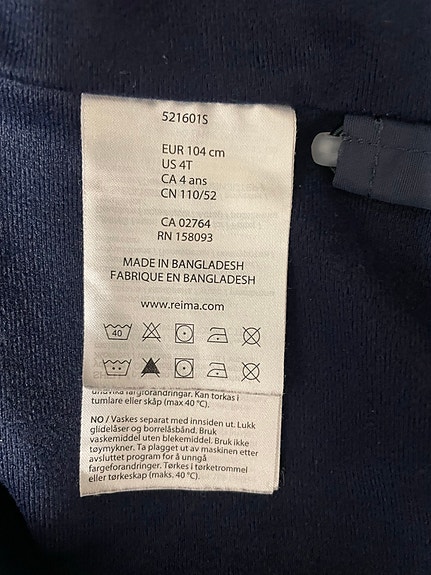 521601S
EUR 104 cm
US 4T
CA 4 ans
CN 110/52
CA 02764
RN 158093
MADE IN BANGLADESH
FABRIQUE EN BANGLADESH
www.reima.com
40
undvika färgförändringar. Kan torkas i
tumlare eller skåp (max 40 °C).
NO / Vaskes separat med innsiden ut. Lukk
glidelåser og borrelåsbånd. Bruk
vaskemiddel uten blekemiddel. Bruk ikke
tøymykner. Ta plagget ut av maskinen etter
avsluttet program for å unngå
fargeforandringer. Tørkes i tørketrommel
eller tørkeskap (maks. 40 °C).